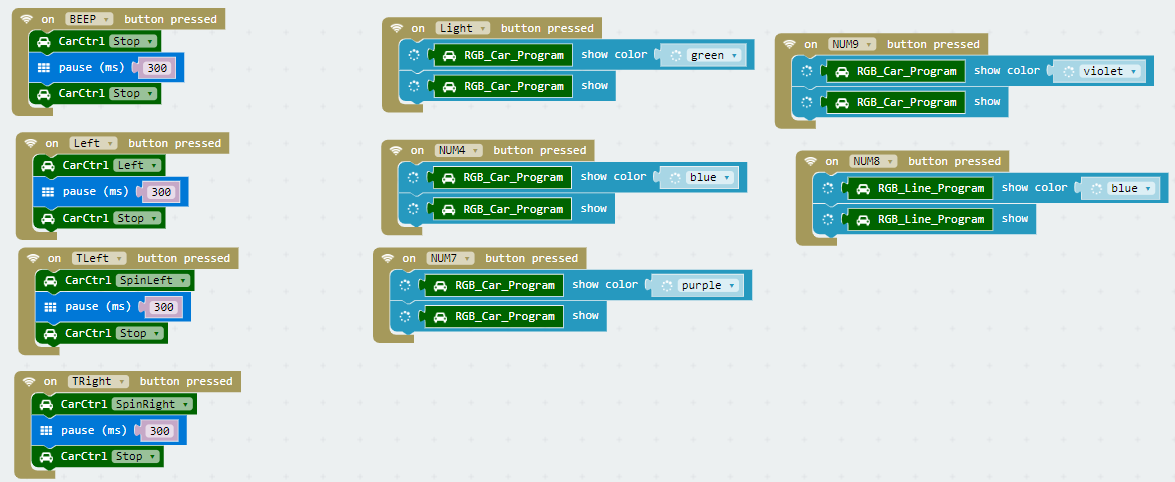 on BEEP button pressed
CarCtrl Stop
pause (ms) 300
CarCtrl Stop
on Left button pressed
CarCtrl Left
pause (ms) 300
CarCtrl Stop
on TLeft button pressed
CarCtrl SpinLeft
pause (ms) 300
CarCtrl Stop
on TRight button pressed
CarCtrl SpinRight
pause (ms) 300
CarCtrl Stop
on Light button pressed
RGB_Car_Program show color green
RGB_Car_Program show
on NUM4 button pressed
RGB_Car_Program show color blue
RGB_Car_Program show
on NUM7 button pressed
RGB_Car_Program show color purple
RGB_Car_Program show
on NUM9 button pressed
RGB_Car_Program show color violet
RGB_Car_Program show
on NUM8 button pressed
RGB_Line_Program show color blue
RGB_Line_Program show